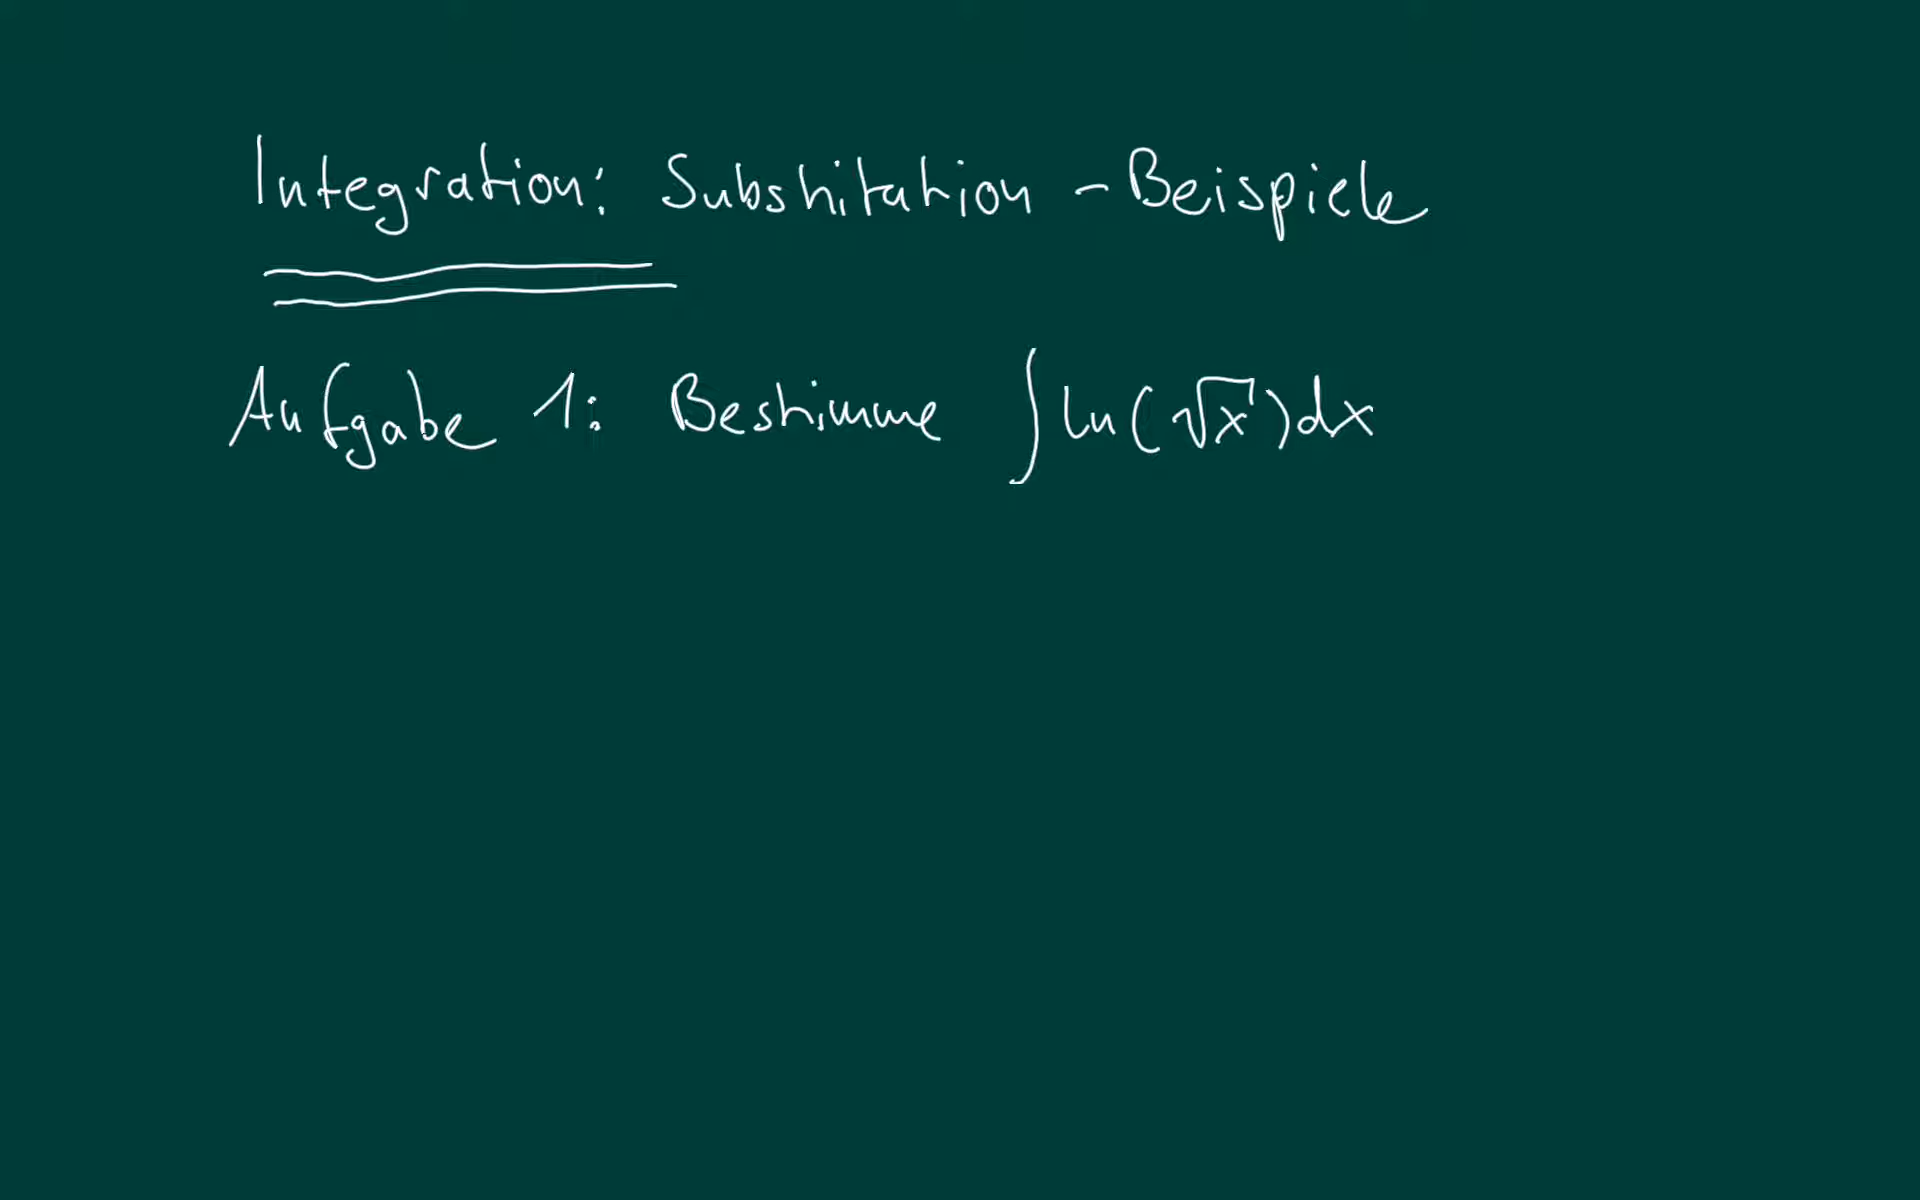 Integration: Substitution - Beispiele
Aufgabe 1: Bestimme ∫ ln(√x)dx